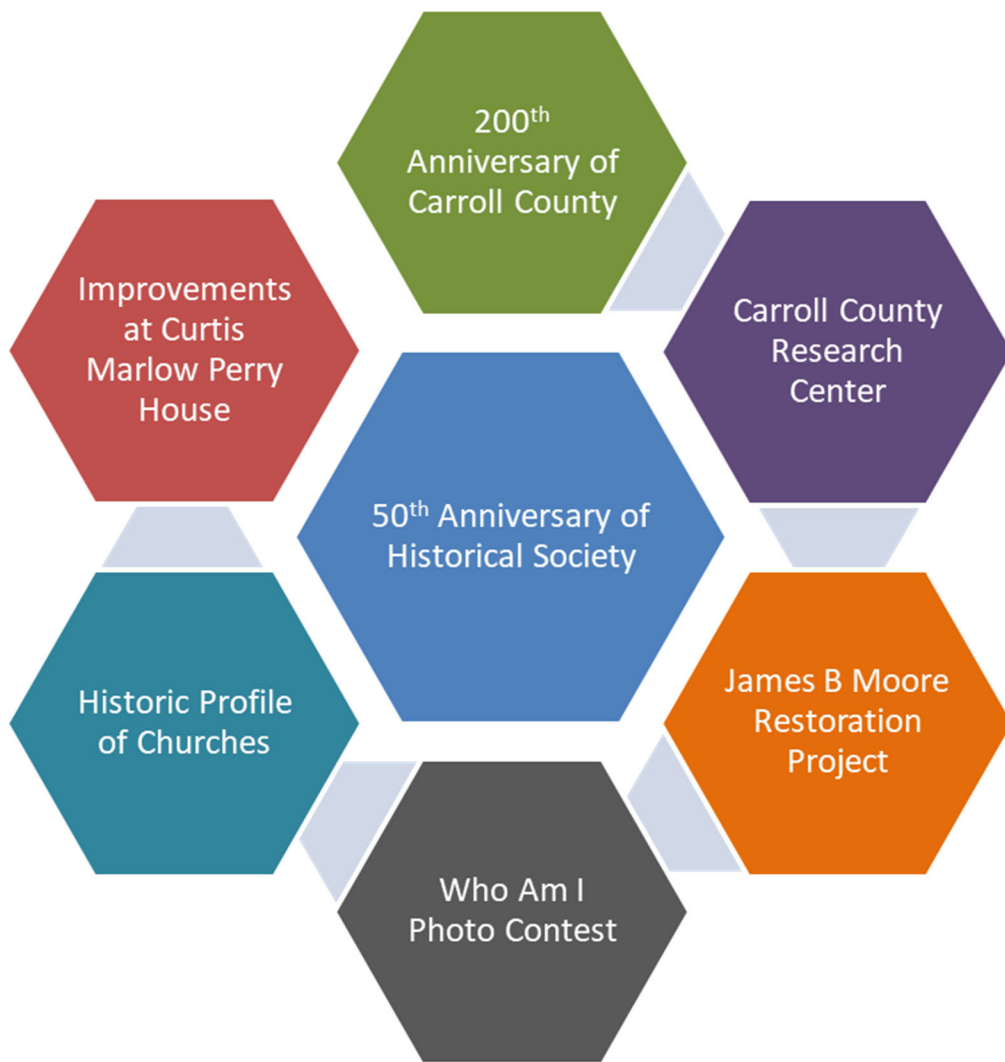 200th
Anniversary of
Carroll County
Carroll County
Research
Center
James B Moore
Restoration
Project
Who Am I
Photo Contest
Historic Profile
of Churches
Improvements
at Curtis
Marlow Perry
House
50th Anniversary of
Historical Society